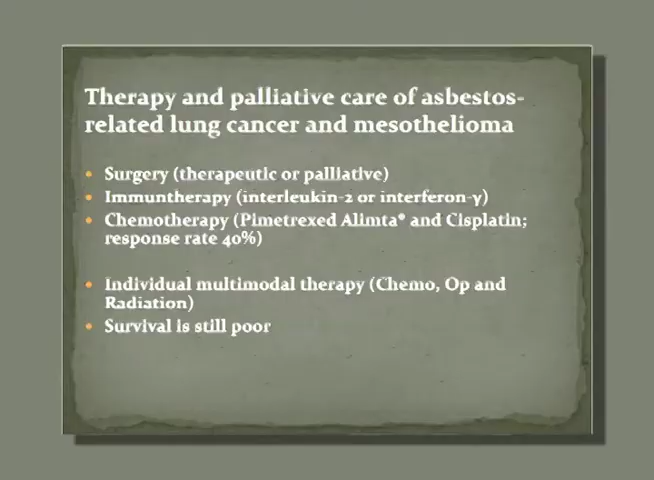 Therapy and palliative care of asbestos-
related lung cancer and mesothelioma
• Surgery (therapeutic or palliative)
• Immuntherapy (interleukin-2 or interferon-γ)
• Chemotherapy (Pimetrexed Alimta® and Cisplatin;
response rate 40%)
• Individual multimodal therapy (Chemo, Op and
Radiation)
• Survival is still poor